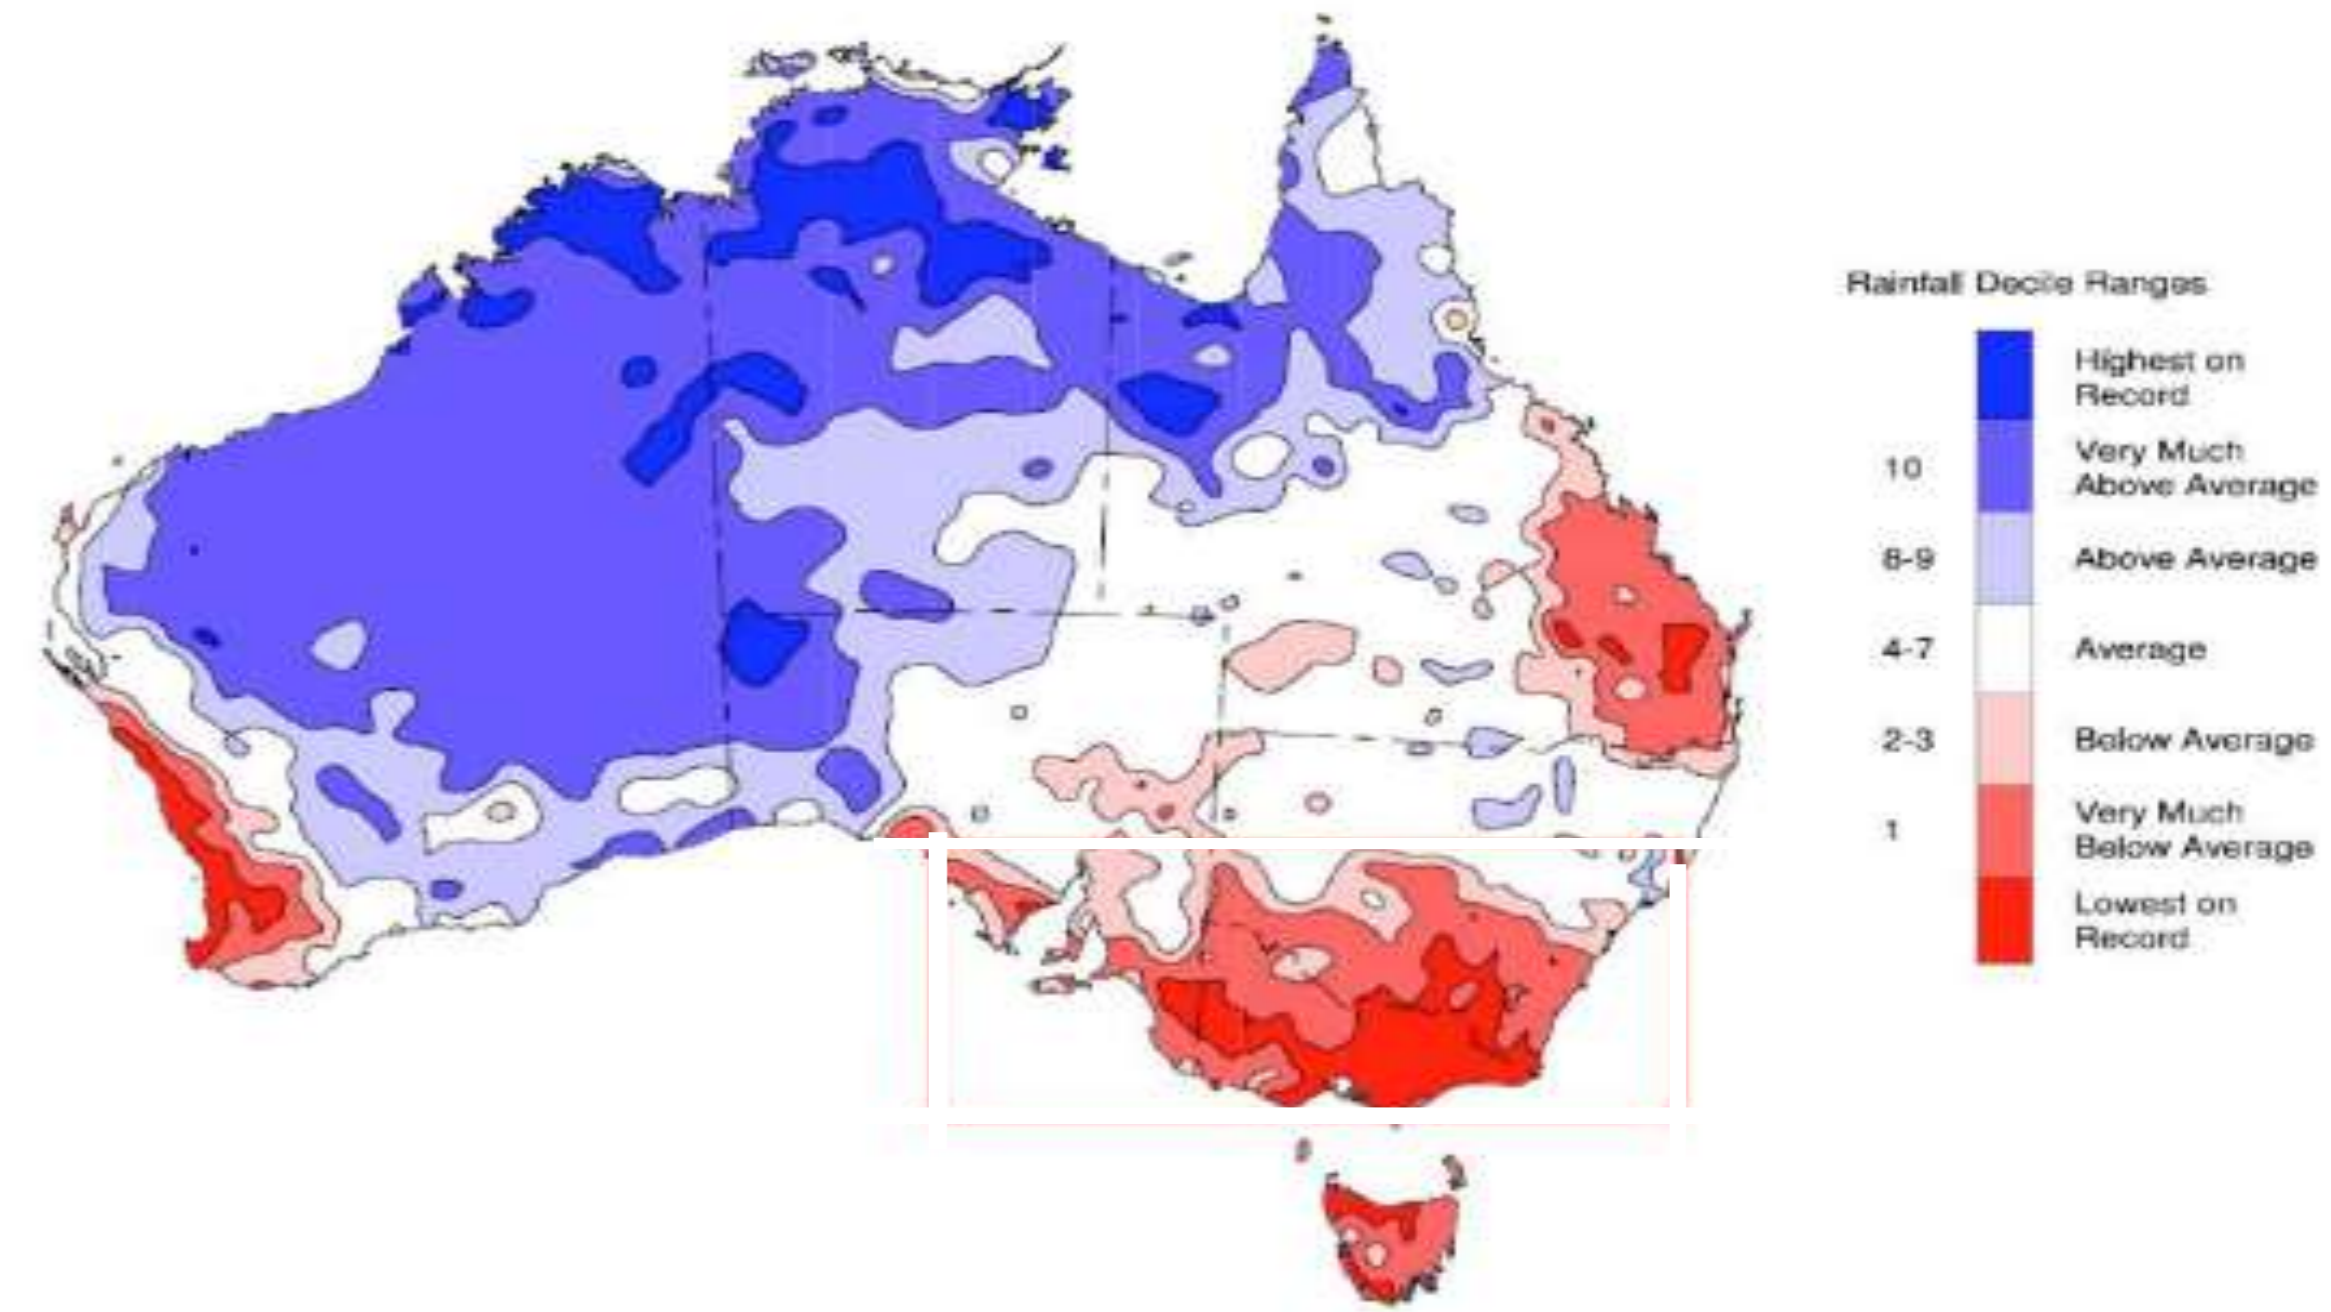 Rainfall Decile Ranges
Highest on
Record
10
Very Much
Above Average
8-9
Above Average
4-7
Average
2-3
Below Average
1
Very Much
Below Average
Lowest on
Record